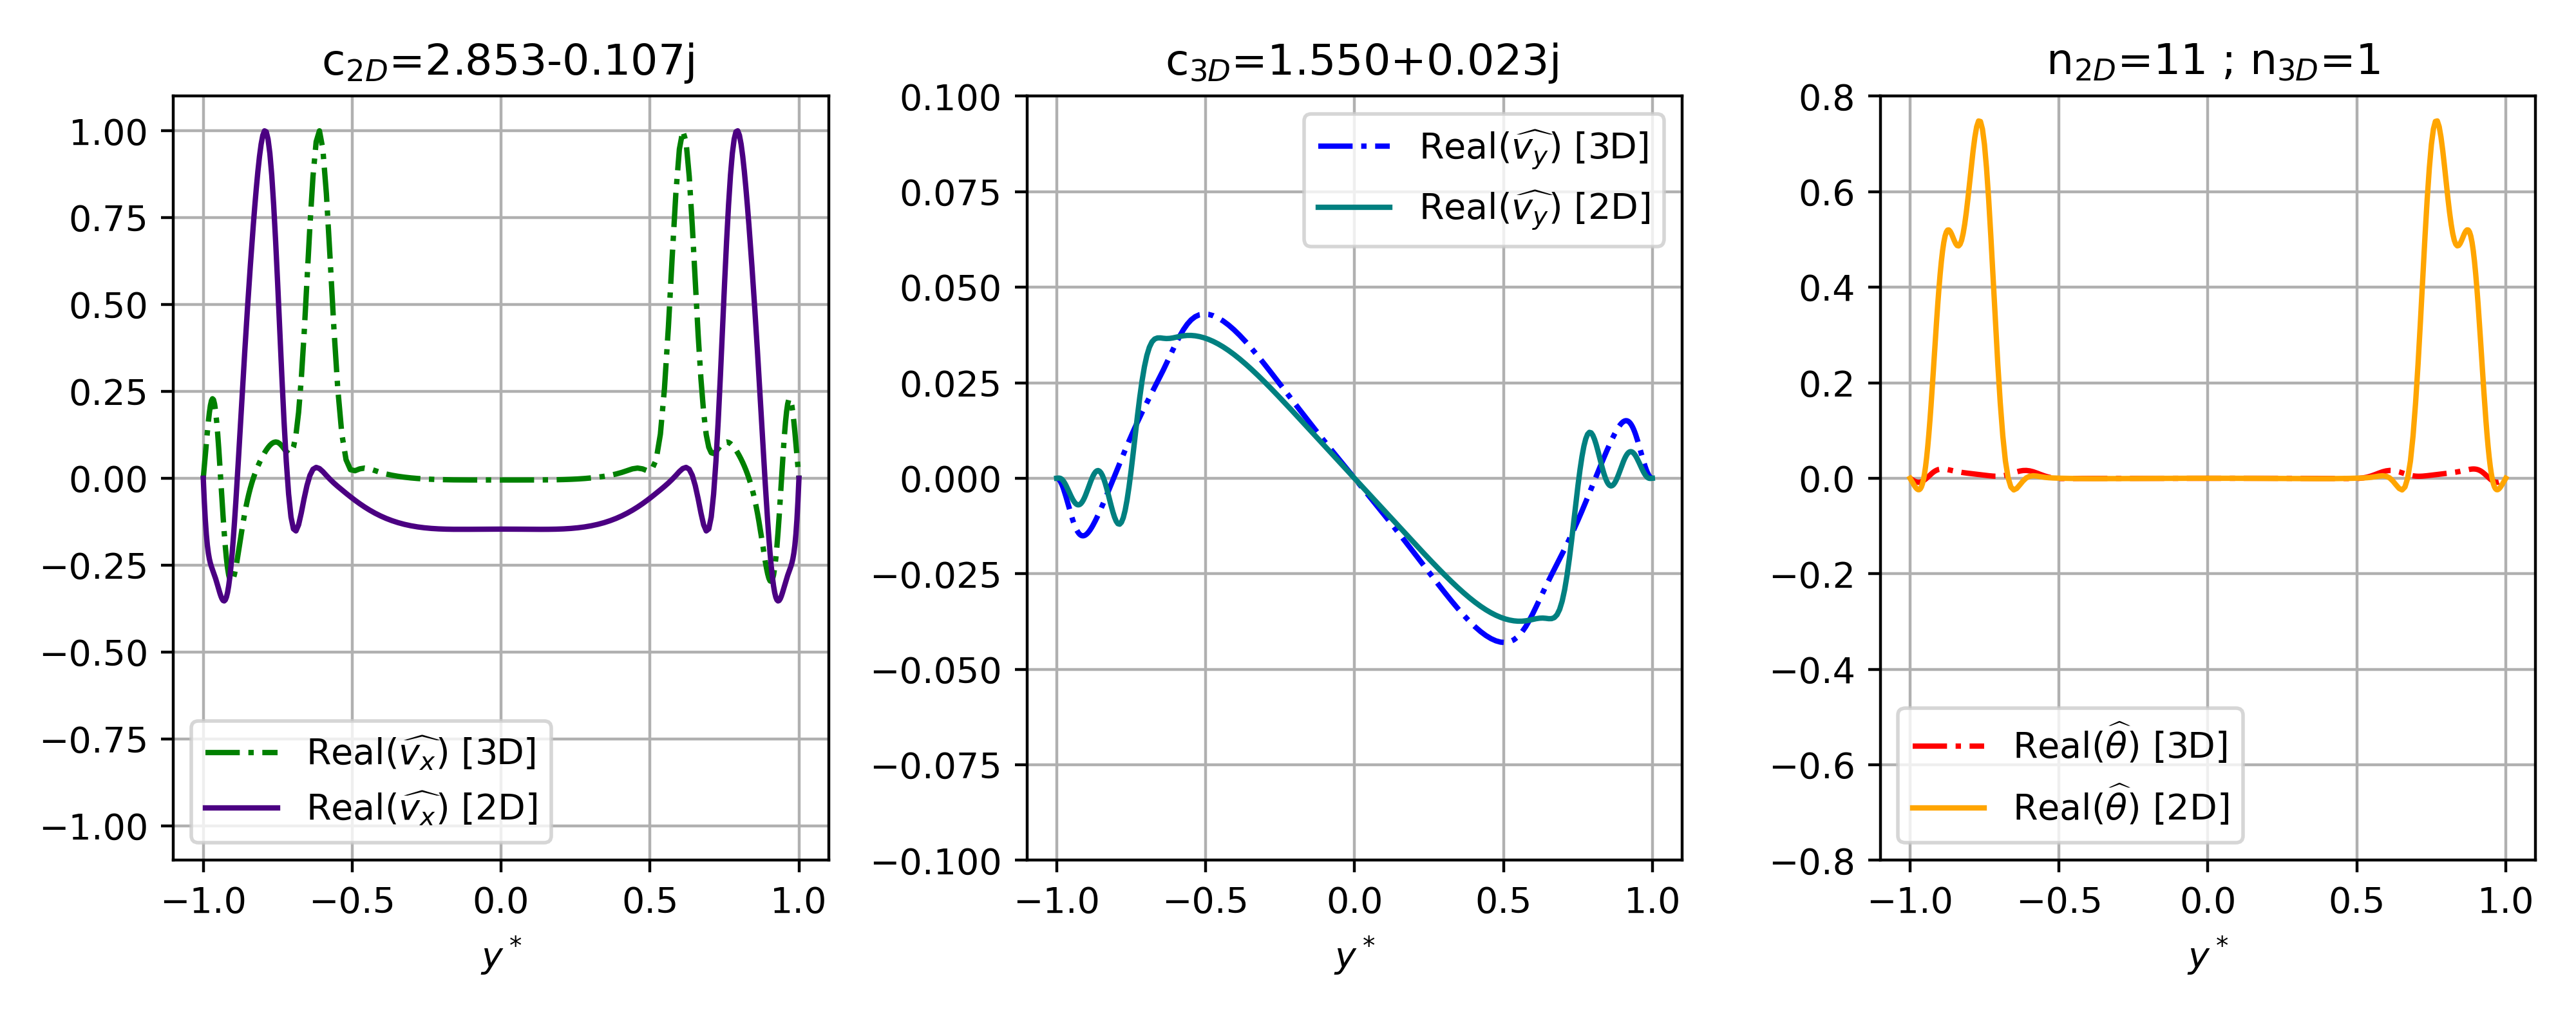 c2D=2.853-0.107j
1.00
0.75
0.50
0.25
0.00
−0.25
−0.50
−0.75
−1.00
Real(v̂x) [3D]
Real(v̂x) [2D]
−1.0 −0.5 0.0 0.5 1.0
y*
c3D=1.550+0.023j
0.100
0.075
0.050
0.025
0.000
−0.025
−0.050
−0.075
−0.100
Real(v̂y) [3D]
Real(v̂y) [2D]
−1.0 −0.5 0.0 0.5 1.0
y*
n2D=11 ; n3D=1
0.8
0.6
0.4
0.2
0.0
−0.2
−0.4
−0.6
−0.8
Real(θ̂) [3D]
Real(θ̂) [2D]
−1.0 −0.5 0.0 0.5 1.0
y*